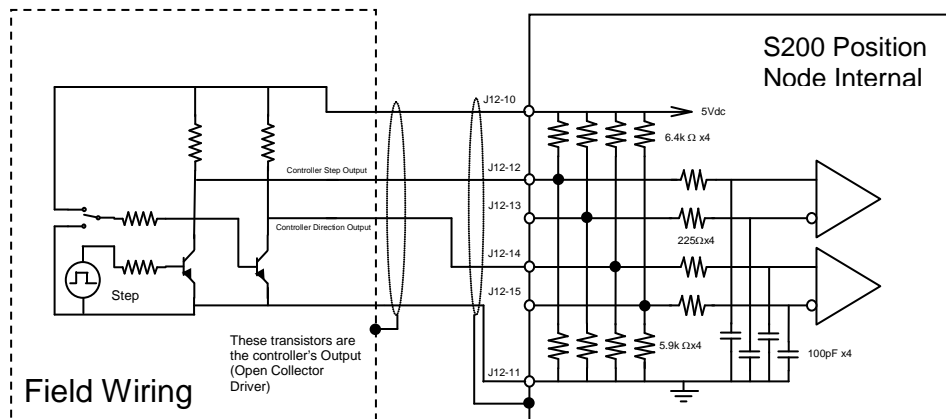 S200 Position
Node Internal
J12-10
5Vdc
6.4k Ω x4
Controller Step Output
J12-12
J12-13
Controller Direction Output
225Ωx4
J12-14
Step
J12-15
These transistors are
the controller's Output
(Open Collector
Driver)
5.9k Ωx4
100pF x4
J12-11
Field Wiring